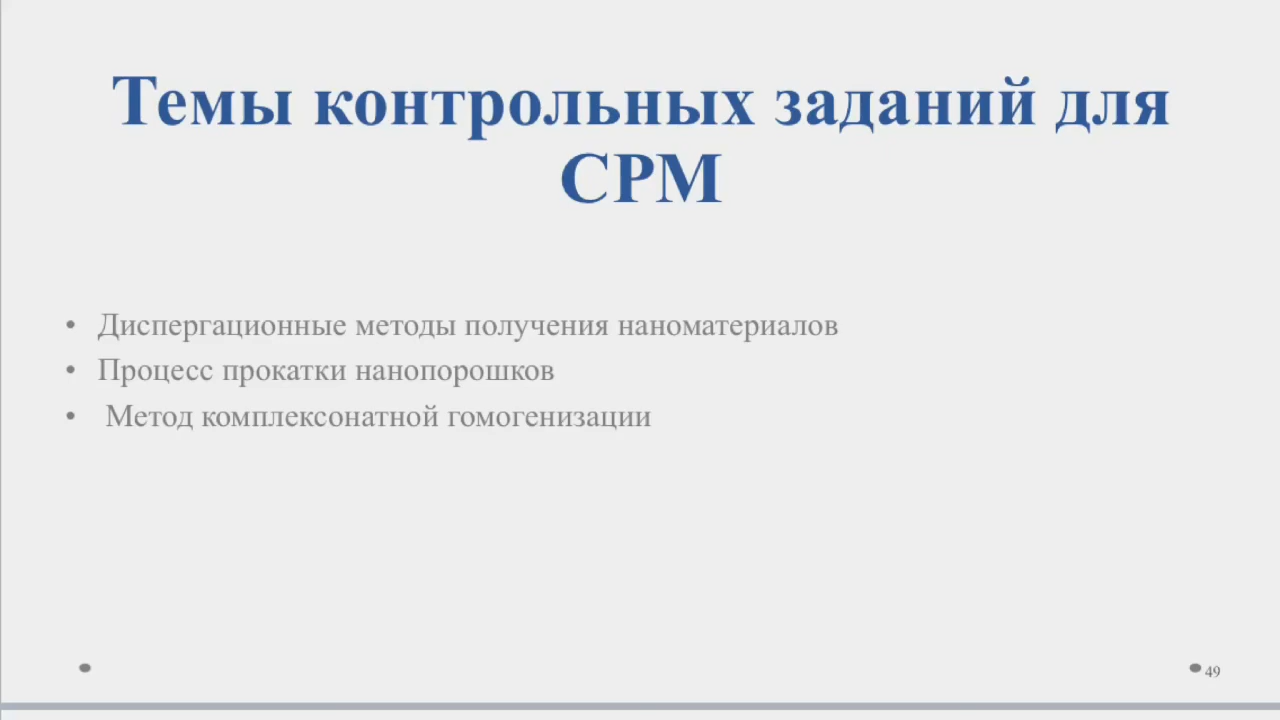 Темы контрольных заданий для
СРМ
• Диспергационные методы получения наноматериалов
• Процесс прокатки нанопорошков
• Метод комплексонатной гомогенизации
49